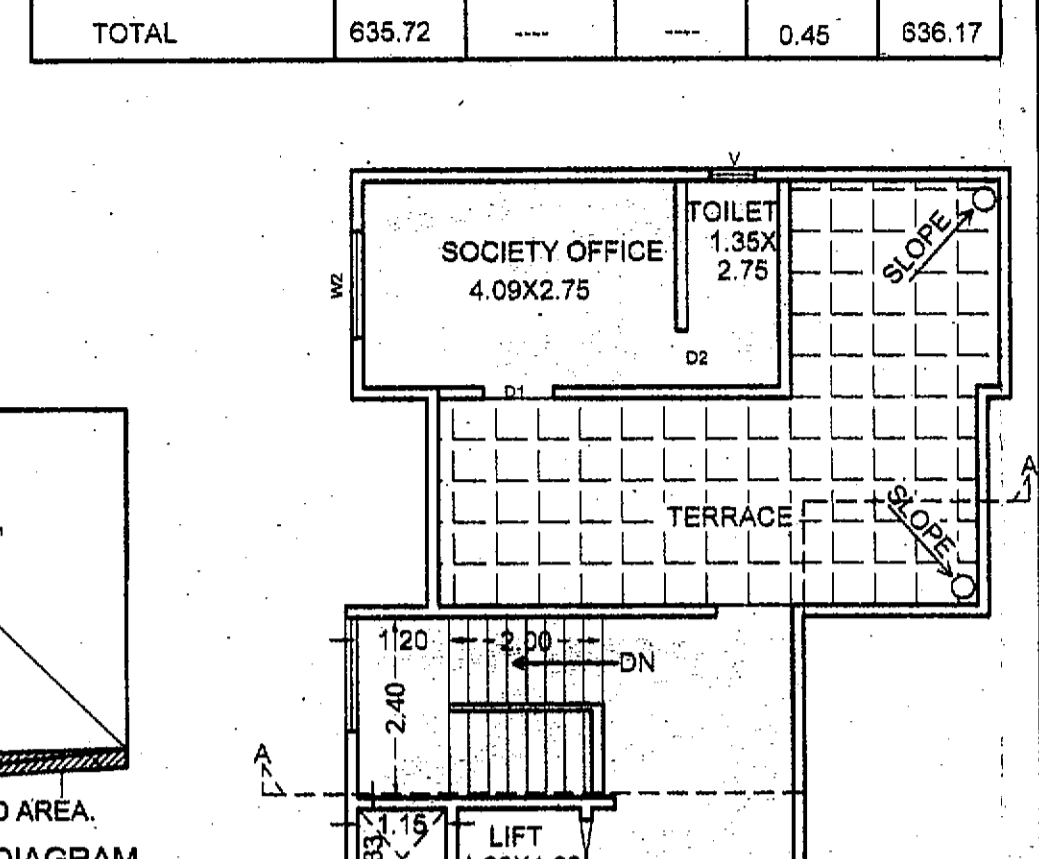 TOTAL 635.72 ---- ---- 0.45 636.17
V
TOILET
1.35X
2.75
SOCIETY OFFICE
4.09X2.75
W2
SLOPE
D2
D1
A
TERRACE
SLOPE
1.20 2.00
DN
2.40
A
AREA.
1.15
LIFT
DIAGRAM